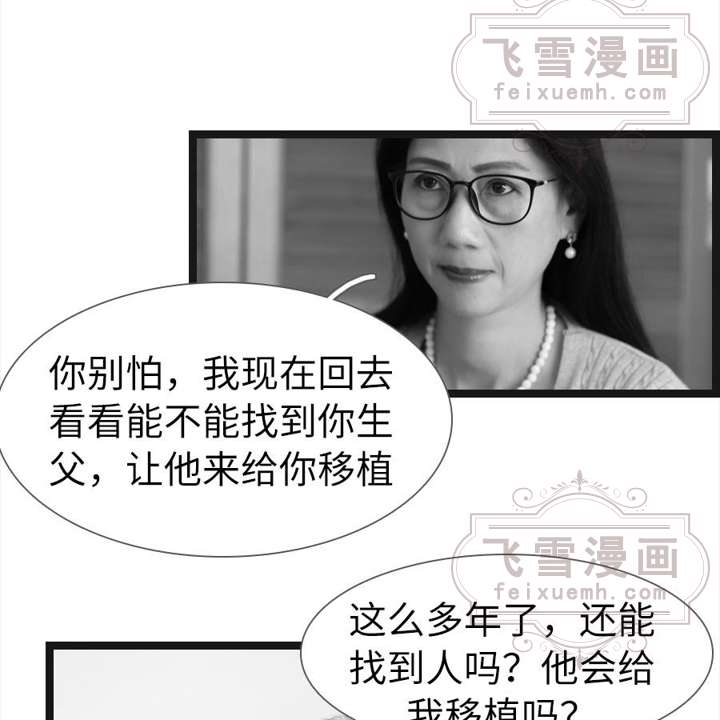 飞雪漫画
feixuemh.com
你别怕，我现在回去
看看能不能找到你生
父，让他来给你移植
飞雪漫画
feixuemh.com
这么多年了，还能
找到人吗？他会给
我移植吗？